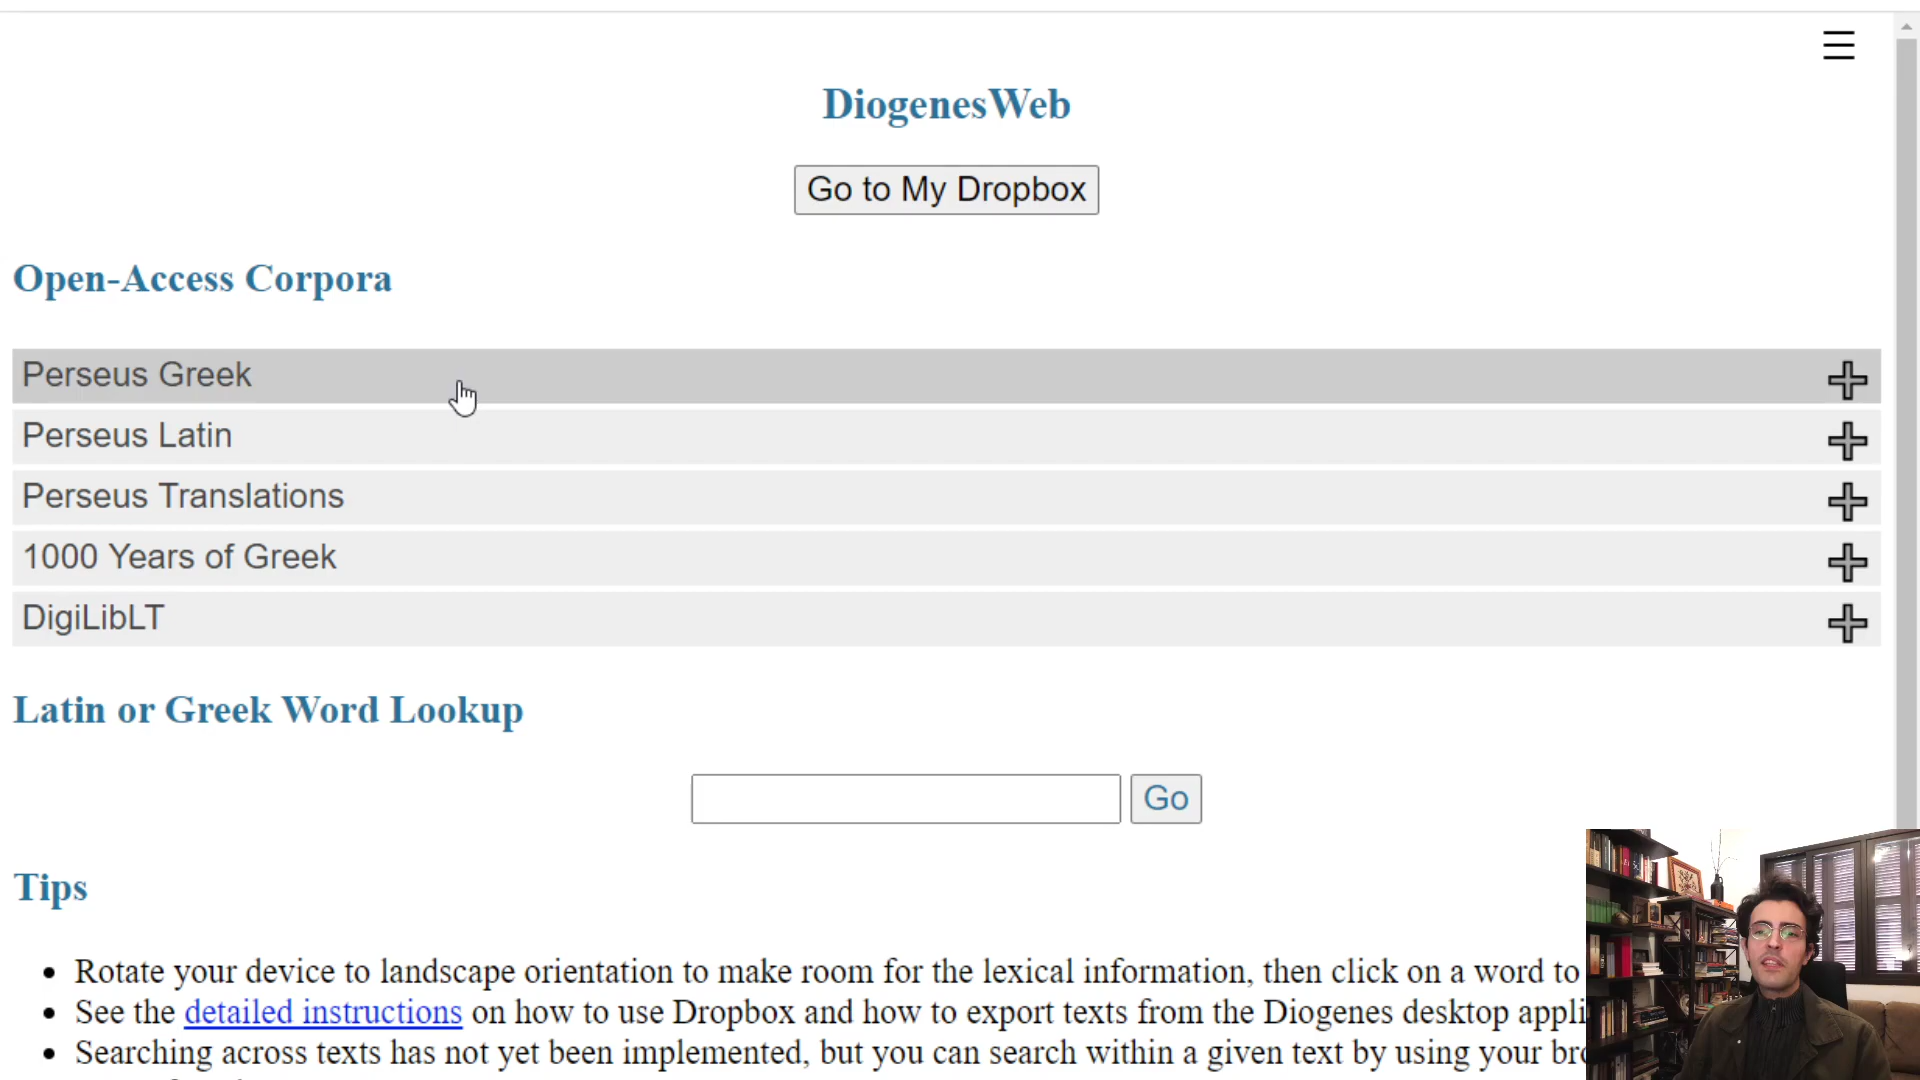 DiogenesWeb
Go to My Dropbox
Open-Access Corpora
Perseus Greek
Perseus Latin
Perseus Translations
1000 Years of Greek
DigiLibLT
Latin or Greek Word Lookup
Go
Tips
Rotate your device to landscape orientation to make room for the lexical information, then click on a word to
See the detailed instructions on how to use Dropbox and how to export texts from the Diogenes desktop appli
Searching across texts has not yet been implemented, but you can search within a given text by using your bro